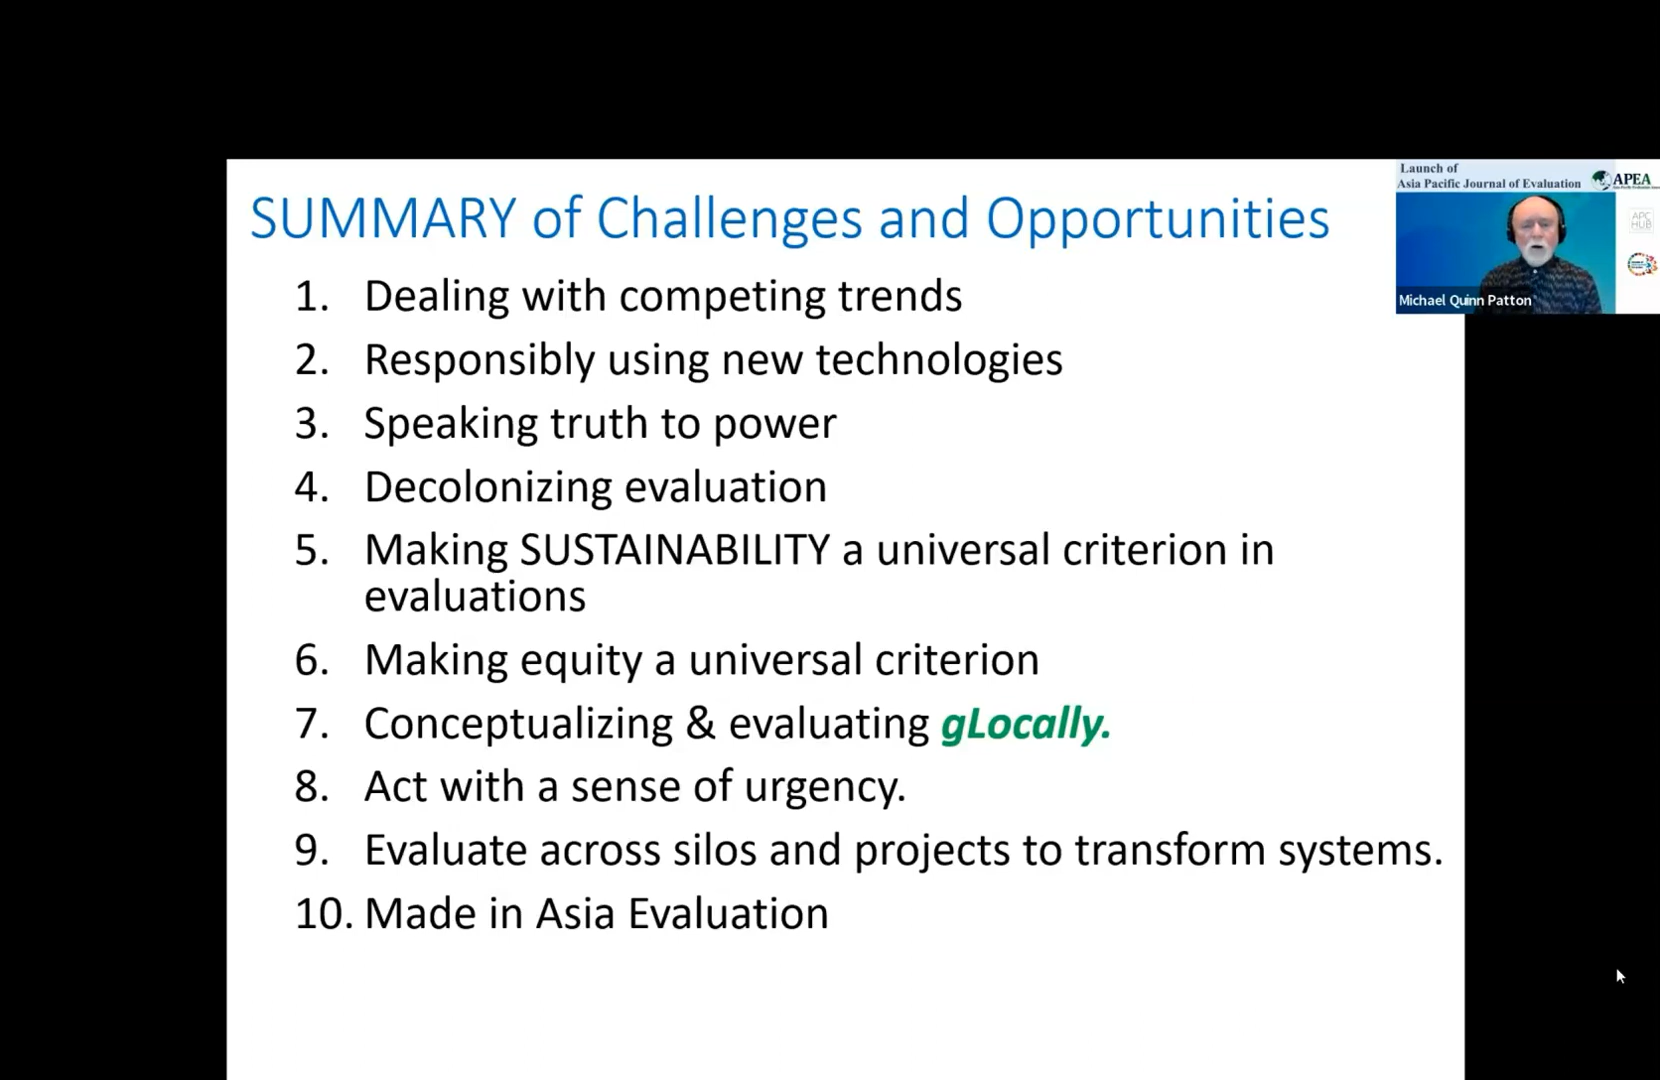 SUMMARY of Challenges and Opportunities
1. Dealing with competing trends
2. Responsibly using new technologies
3. Speaking truth to power
4. Decolonizing evaluation
5. Making SUSTAINABILITY a universal criterion in
evaluations
6. Making equity a universal criterion
7. Conceptualizing & evaluating gLocally.
8. Act with a sense of urgency.
9. Evaluate across silos and projects to transform systems.
10. Made in Asia Evaluation
Launch of
Asia Pacific Journal of Evaluation
APEA
APC
HUB
Michael Quinn Patton